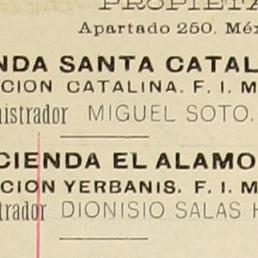 PROPIETA
Apartado 250. Méx
NDA SANTA CATAL
CION CATALINA. F. I. M
nistrador MIGUEL SOTO.
CIENDA EL ALAMO
CION YERBANIS. F. I. M
trador DIONISIO SALAS H